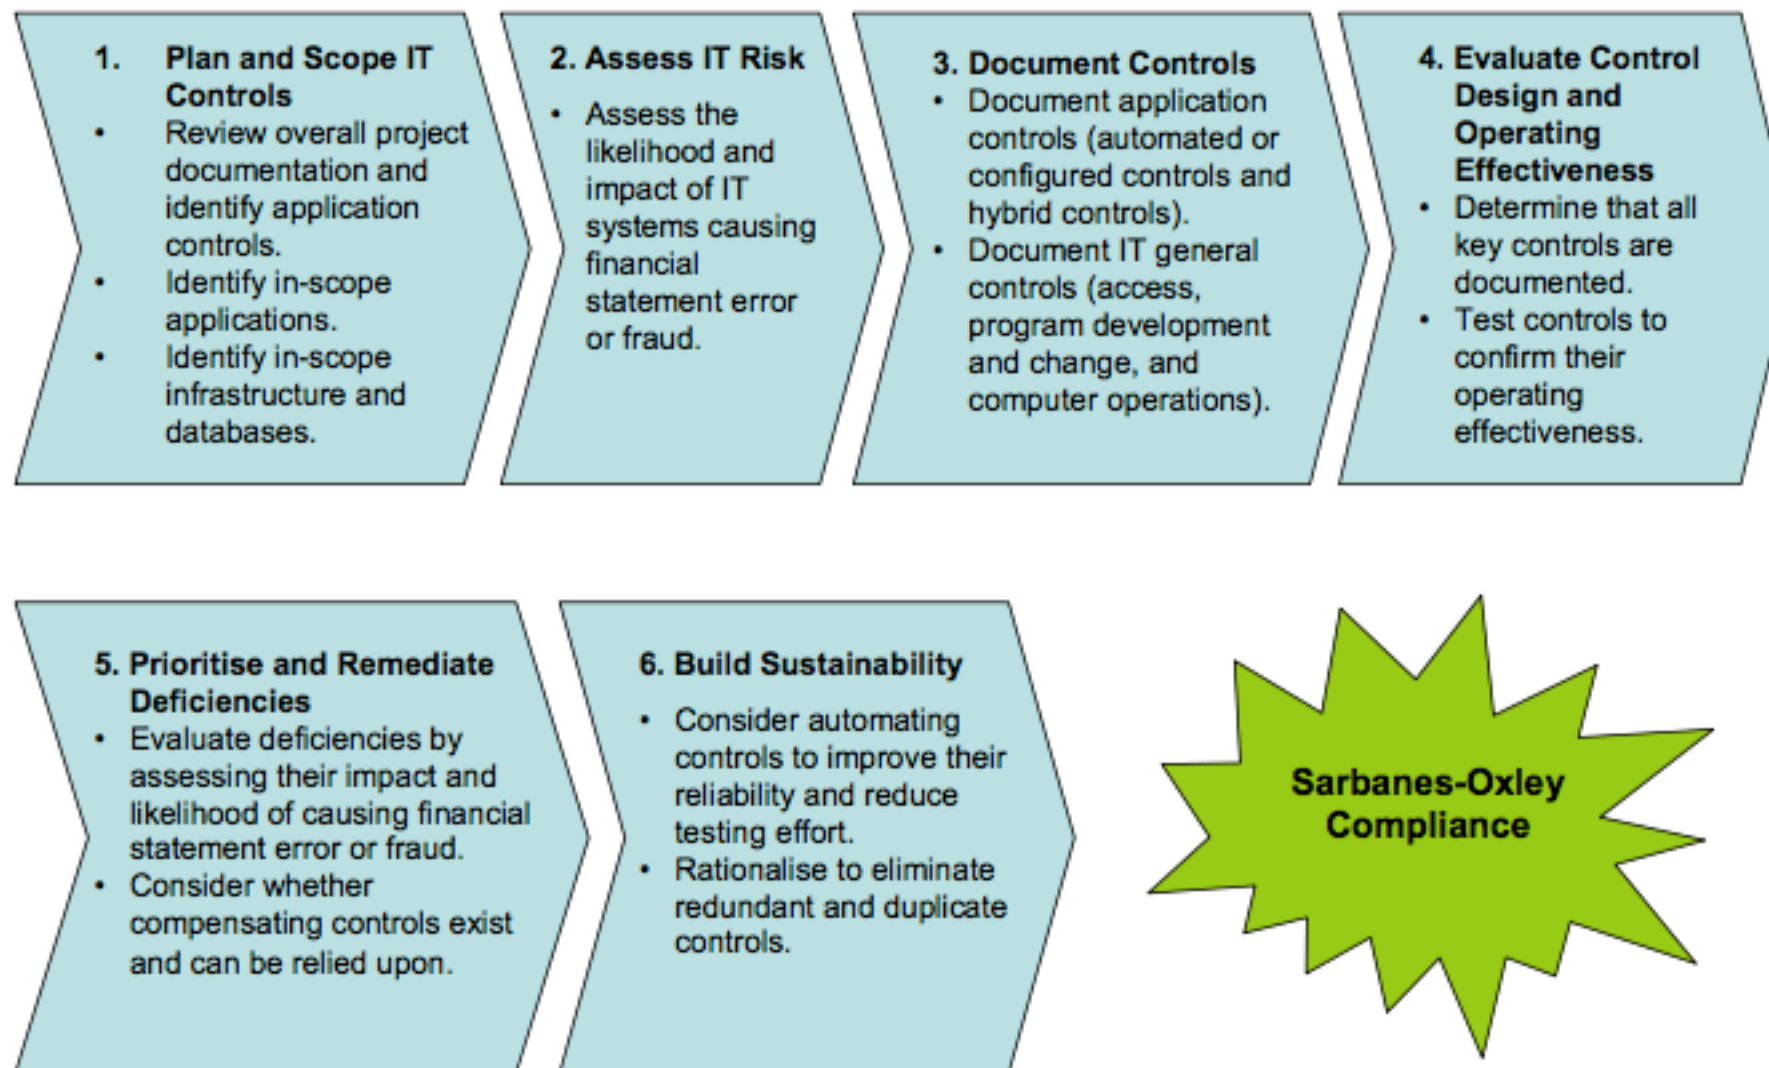 1. Plan and Scope IT
Controls
• Review overall project
documentation and
identify application
controls.
• Identify in-scope
applications.
• Identify in-scope
infrastructure and
databases.
2. Assess IT Risk
• Assess the
likelihood and
impact of IT
systems causing
financial
statement error
or fraud.
3. Document Controls
• Document application
controls (automated or
configured controls and
hybrid controls).
• Document IT general
controls (access,
program development
and change, and
computer operations).
4. Evaluate Control
Design and
Operating
Effectiveness
• Determine that all
key controls are
documented.
• Test controls to
confirm their
operating
effectiveness.
5. Prioritise and Remediate
Deficiencies
• Evaluate deficiencies by
assessing their impact and
likelihood of causing financial
statement error or fraud.
• Consider whether
compensating controls exist
and can be relied upon.
6. Build Sustainability
• Consider automating
controls to improve their
reliability and reduce
testing effort.
• Rationalise to eliminate
redundant and duplicate
controls.
Sarbanes-Oxley
Compliance